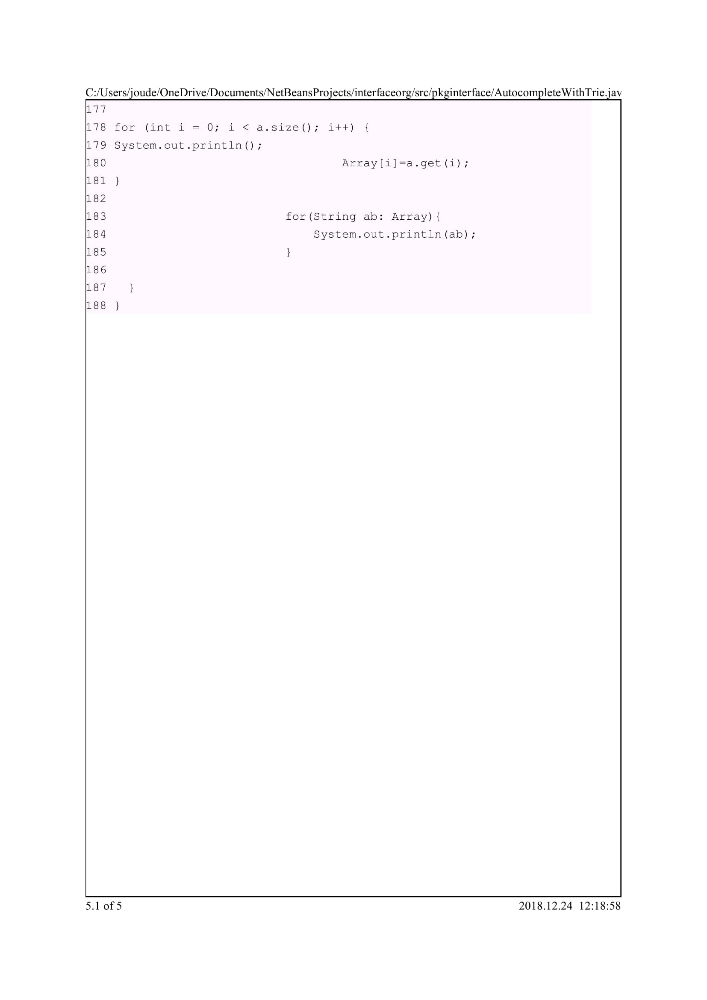 C:/Users/joude/OneDrive/Documents/NetBeansProjects/interfaceorg/src/pkginterface/AutocompleteWithTrie.jav
177
178 for (int i = 0; i < a.size(); i++) {
179 System.out.println();
180                                 Array[i]=a.get(i);
181 }
182
183                         for(String ab: Array){
184                             System.out.println(ab);
185                         }
186
187   }
188 }
5.1 of 5
2018.12.24 12:18:58